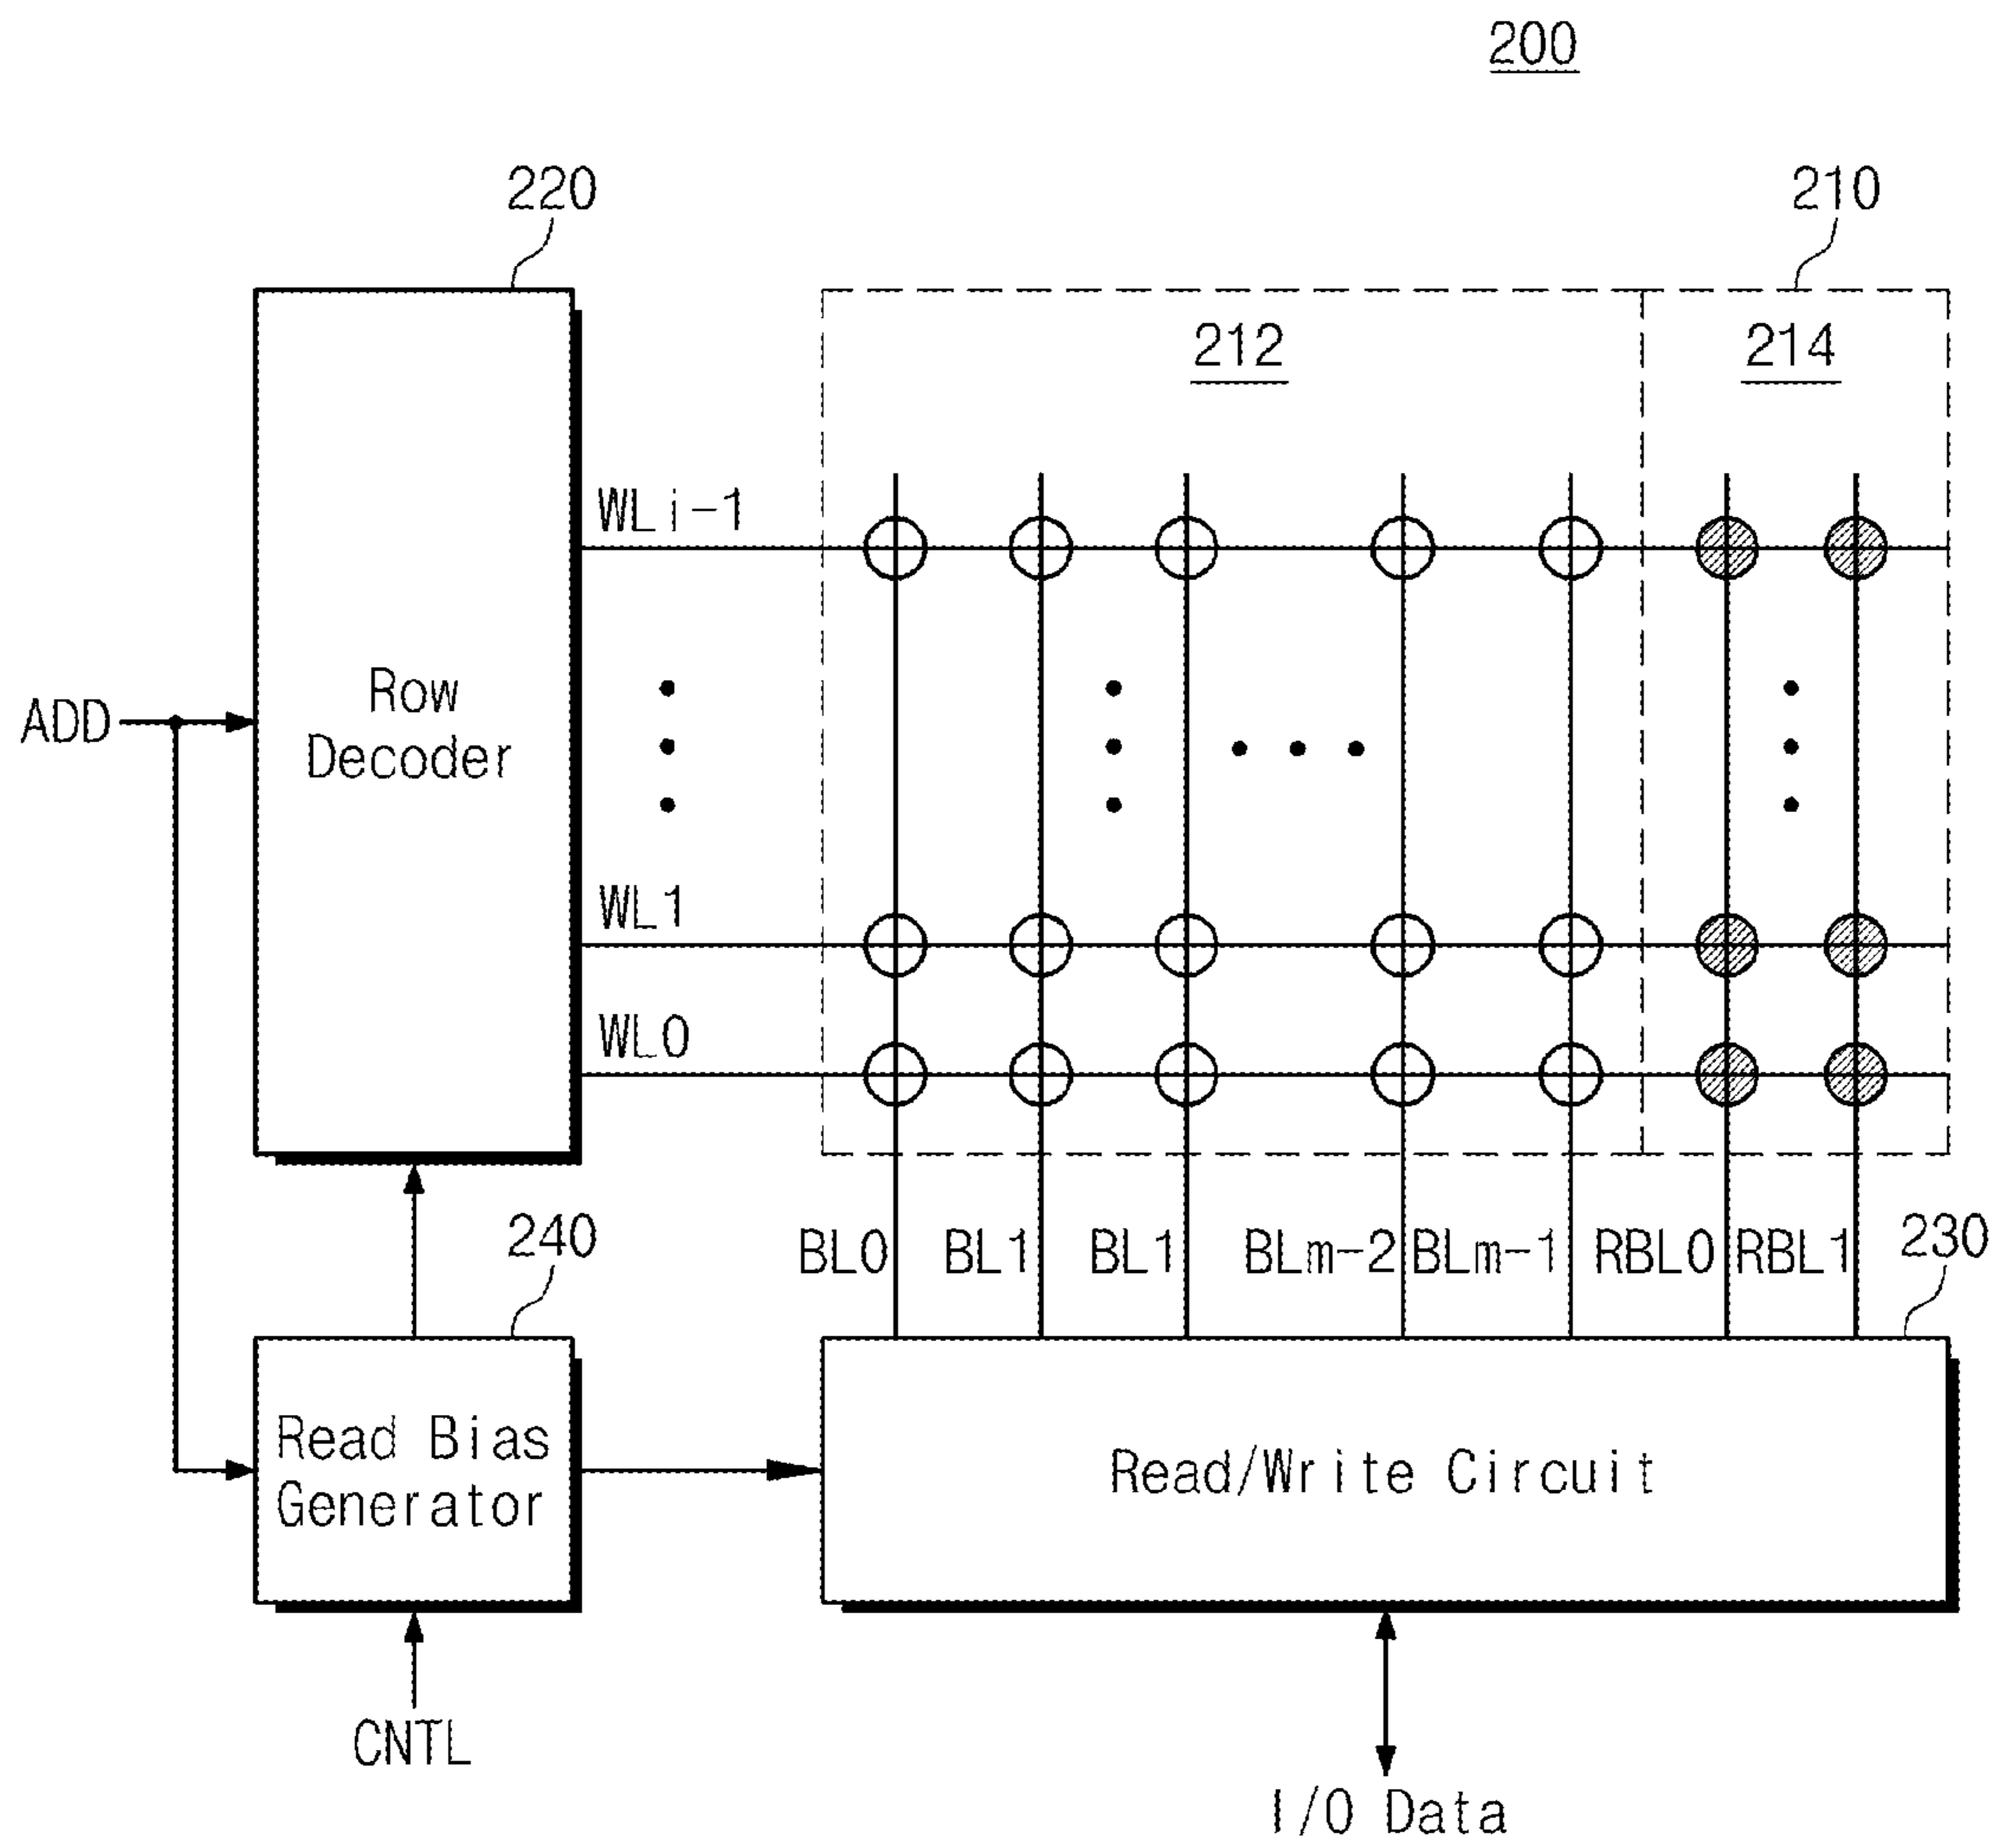 200
220
210
212
214
WLi-1
Row
Decoder
ADD
WL1
WL0
240
230
BL0 BL1 BL1 BLm-2 BLm-1 RBL0 RBL1
Read Bias
Generator
Read/Write Circuit
CNTL
I/O Data